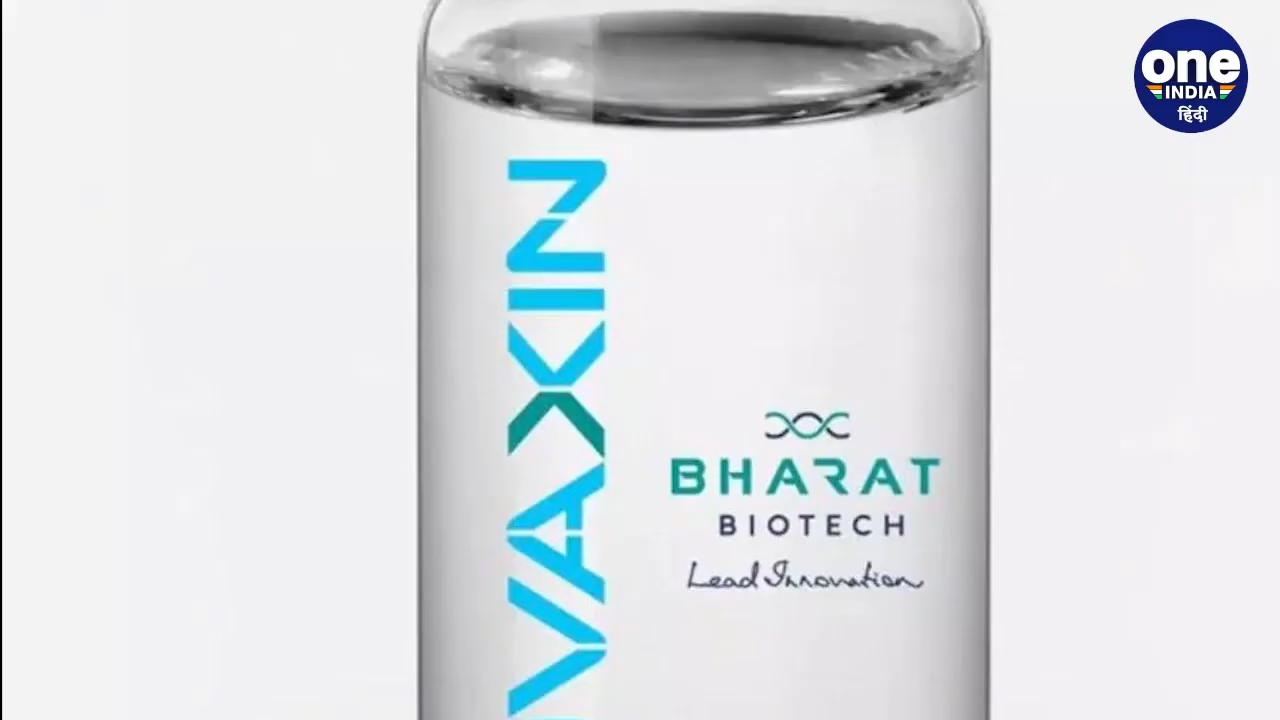 one
INDIA
हिंदी
VAXIN
BHARAT
BIOTECH
Lead Innovation